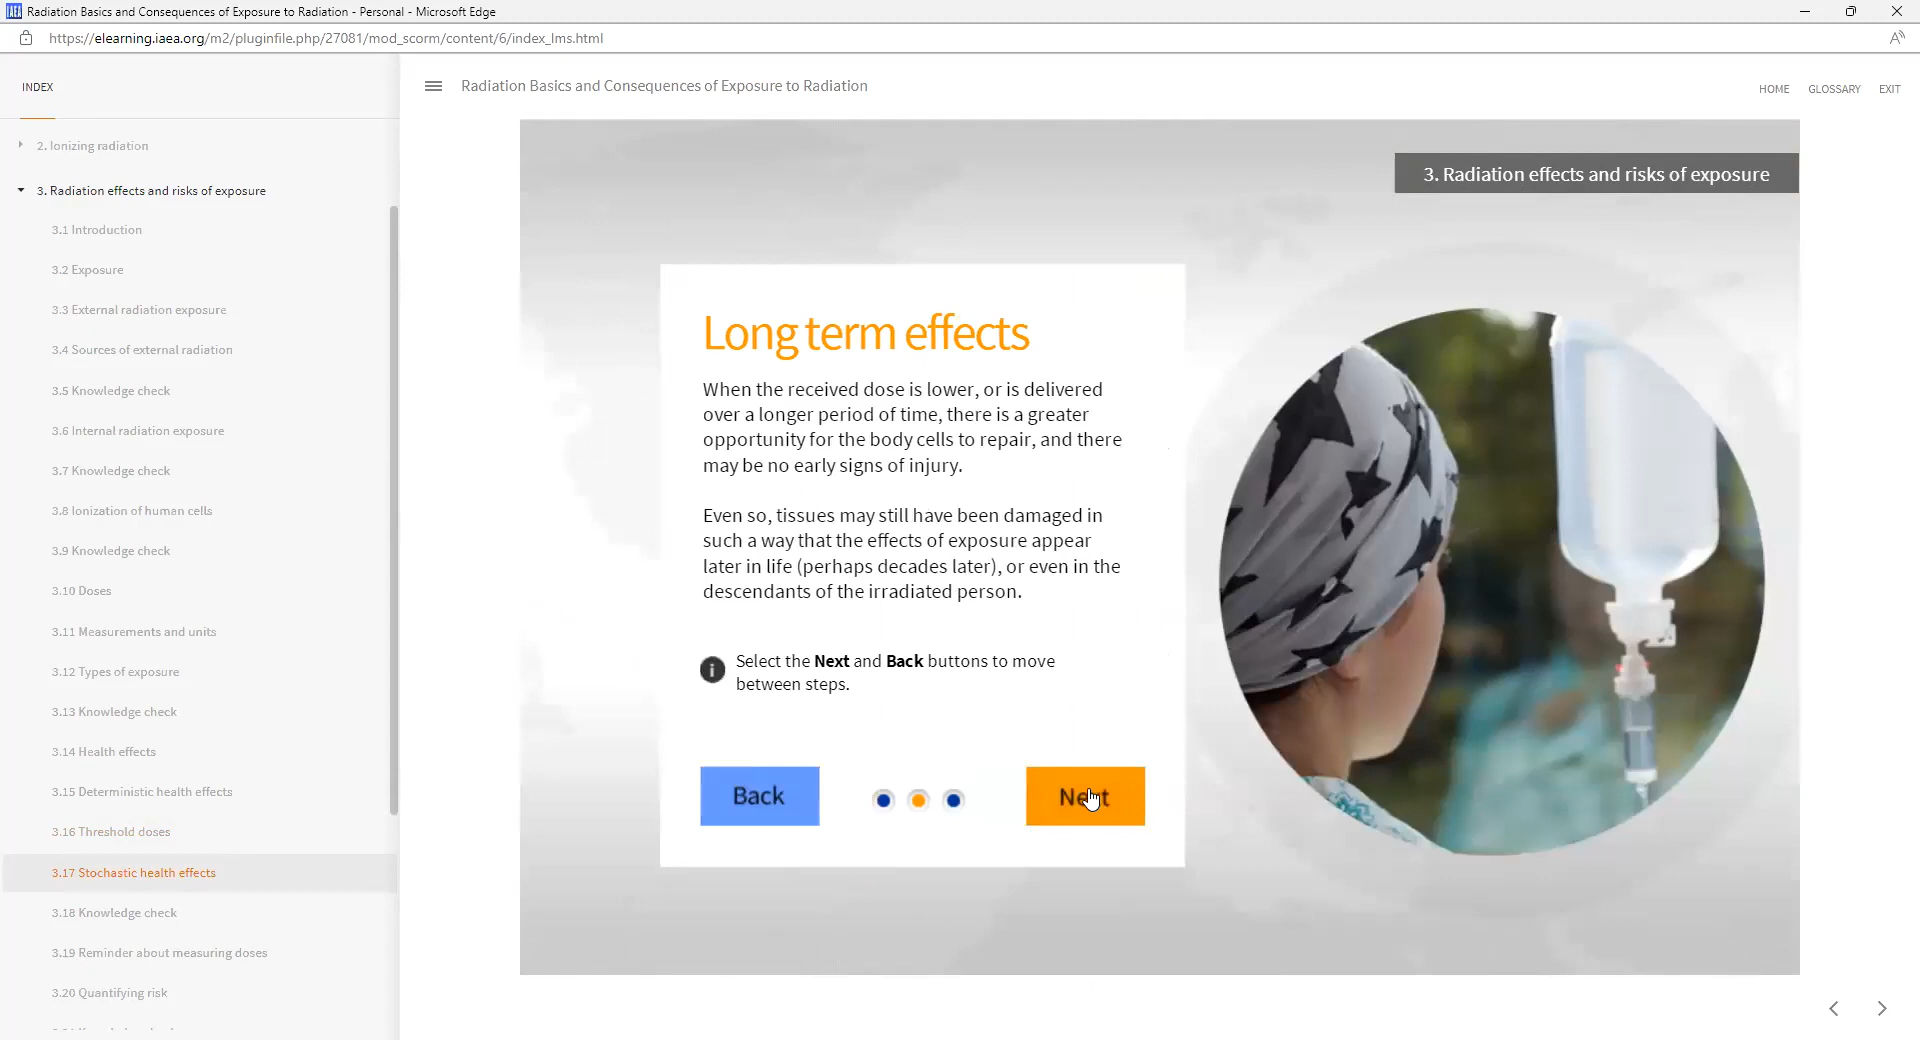 Radiation Basics and Consequences of Exposure to Radiation - Personal - Microsoft Edge
https://elearning.iaea.org/m2/pluginfile.php/27081/mod_scorm/content/6/index_lms.html
INDEX
2. Ionizing radiation
3. Radiation effects and risks of exposure
3.1 Introduction
3.2 Exposure
3.3 External radiation exposure
3.4 Sources of external radiation
3.5 Knowledge check
3.6 Internal radiation exposure
3.7 Knowledge check
3.8 Ionization of human cells
3.9 Knowledge check
3.10 Doses
3.11 Measurements and units
3.12 Types of exposure
3.13 Knowledge check
3.14 Health effects
3.15 Deterministic health effects
3.16 Threshold doses
3.17 Stochastic health effects
3.18 Knowledge check
3.19 Reminder about measuring doses
3.20 Quantifying risk
Radiation Basics and Consequences of Exposure to Radiation
HOME GLOSSARY EXIT
3. Radiation effects and risks of exposure
Long term effects
When the received dose is lower, or is delivered
over a longer period of time, there is a greater
opportunity for the body cells to repair, and there
may be no early signs of injury.
Even so, tissues may still have been damaged in
such a way that the effects of exposure appear
later in life (perhaps decades later), or even in the
descendants of the irradiated person.
Select the Next and Back buttons to move
between steps.
Back
Next